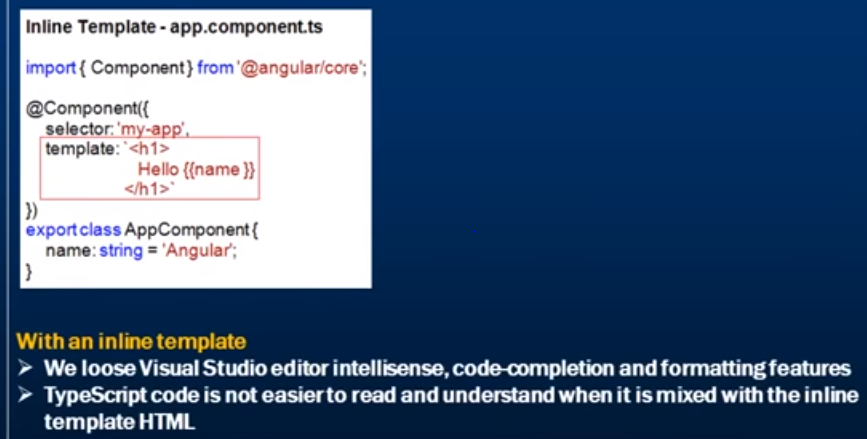 Inline Template - app.component.ts
import { Component } from '@angular/core';
@Component({
selector: 'my-app',
template: `<h1>
Hello {{name }}
</h1>`
})
export class AppComponent {
name: string = 'Angular';
}
With an inline template
➢ We loose Visual Studio editor intellisense, code-completion and formatting features
➢ TypeScript code is not easier to read and understand when it is mixed with the inline
template HTML